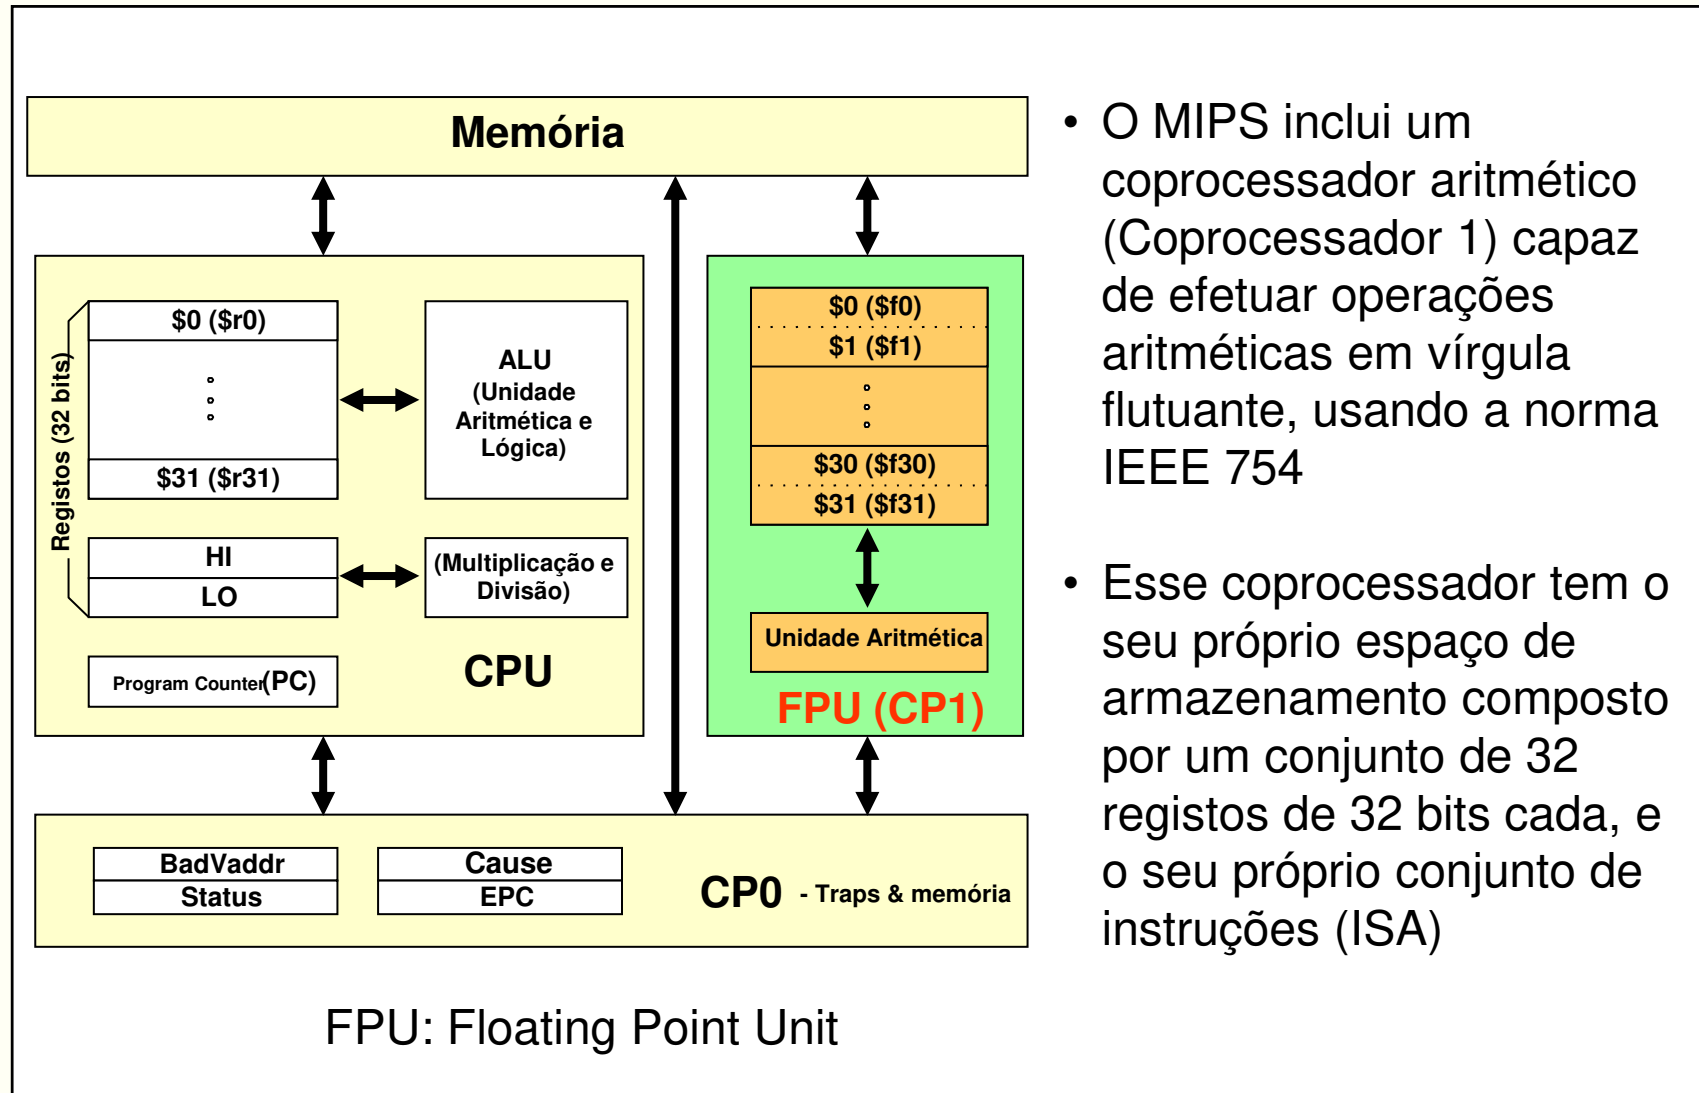 Memória
Registos (32 bits)
$0 ($r0)
$31 ($r31)
HI
LO
Program Counter(PC)
ALU
(Unidade
Aritmética e
Lógica)
(Multiplicação e
Divisão)
CPU
$0 ($f0)
$1 ($f1)
$30 ($f30)
$31 ($f31)
Unidade Aritmética
FPU (CP1)
BadVaddr
Status
Cause
EPC
CP0 - Traps & memória
FPU: Floating Point Unit
• O MIPS inclui um
coprocessador aritmético
(Coprocessador 1) capaz
de efetuar operações
aritméticas em vírgula
flutuante, usando a norma
IEEE 754
• Esse coprocessador tem o
seu próprio espaço de
armazenamento composto
por um conjunto de 32
registos de 32 bits cada, e
o seu próprio conjunto de
instruções (ISA)